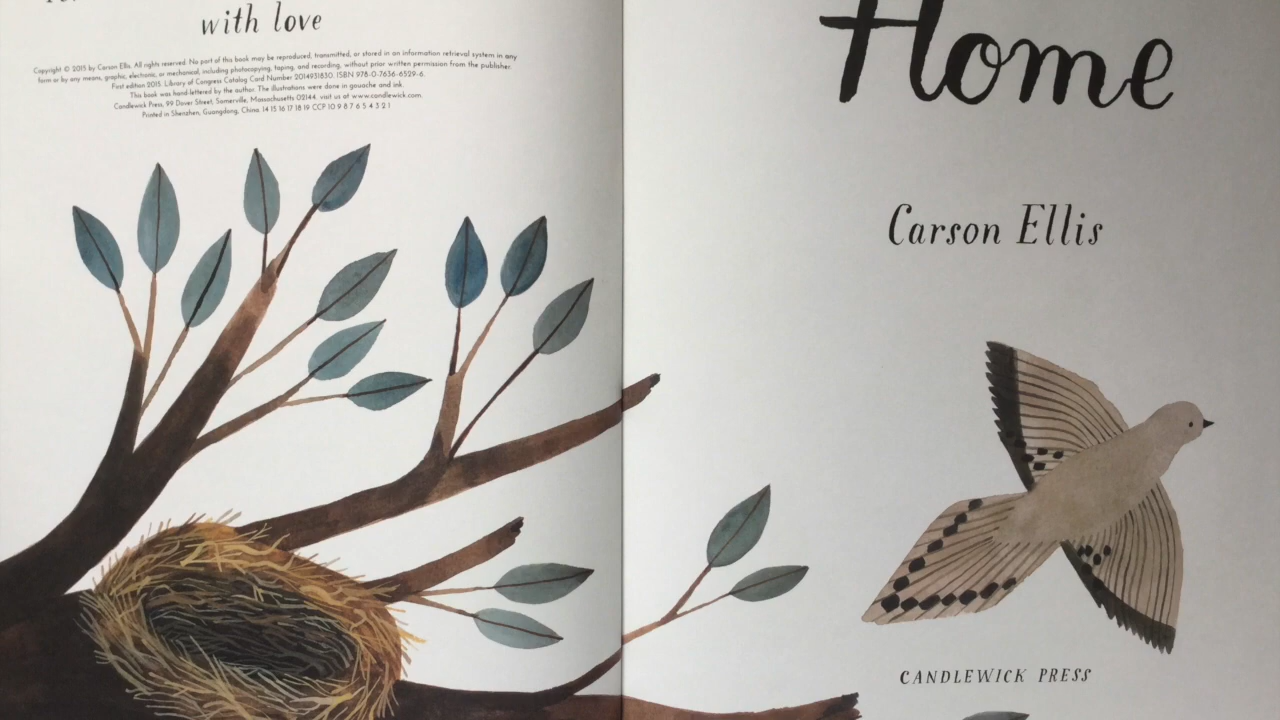 with love
Copyright © 2015 by Carson Ellis. All rights reserved. No part of this book may be reproduced, transmitted, or stored in an information retrieval system in any
form or by any means, graphic, electronic, or mechanical, including photocopying, taping, and recording, without prior written permission from the publisher.
First edition 2015. Library of Congress Catalog Card Number 2014931830. ISBN 978-0-7636-6529-6.
This book was hand-lettered by the author. The illustrations were done in gouache and ink.
Candlewick Press, 99 Dover Street, Somerville, Massachusetts 02144. visit us at www.candlewick.com.
Printed in Shenzhen, Guangdong, China. 14 15 16 17 18 19 CCP 10 9 8 7 6 5 4 3 2 1
Home
Carson Ellis
CANDLEWICK PRESS